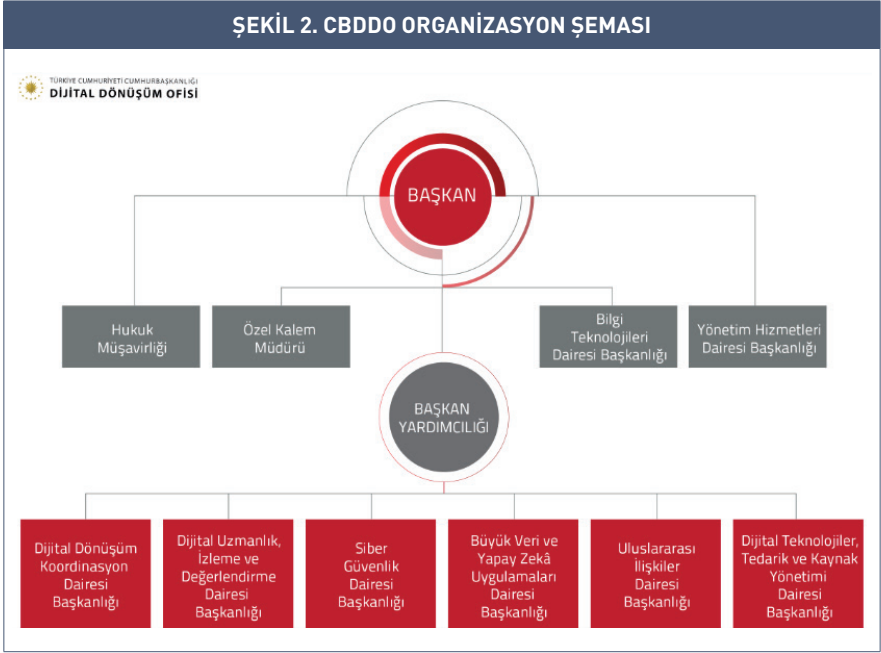 ŞEKİL 2. CBDDO ORGANİZASYON ŞEMASI
TÜRKİYE CUMHURİYETİ CUMHURBAŞKANLIĞI
DİJİTAL DÖNÜŞÜM OFİSİ
BAŞKAN
Hukuk
Müşavirliği
Özel Kalem
Müdürü
Bilgi
Teknolojileri
Dairesi Başkanlığı
Yönetim Hizmetleri
Dairesi Başkanlığı
BAŞKAN
YARDIMCILIĞI
Dijital Dönüşüm
Koordinasyon
Dairesi
Başkanlığı
Dijital Uzmanlık,
İzleme ve
Değerlendirme
Dairesi
Başkanlığı
Siber
Güvenlik
Dairesi
Başkanlığı
Büyük Veri ve
Yapay Zekâ
Uygulamaları
Dairesi
Başkanlığı
Uluslararası
İlişkiler
Dairesi
Başkanlığı
Dijital Teknolojiler,
Tedarik ve Kaynak
Yönetimi
Dairesi
Başkanlığı